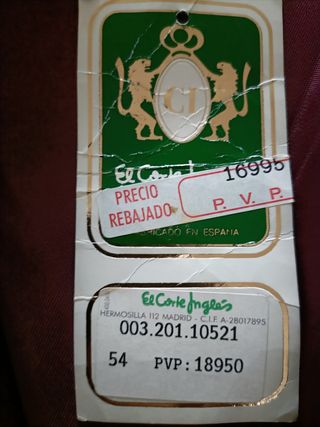 CI
El Corte
16995
PRECIO
REBAJADO
P. V. P.
FABRICADO EN ESPAÑA
El Corte Inglés
HERMOSILLA 112 MADRID - C.I.F. A-28017895
003.201.10521
54 PVP: 18950